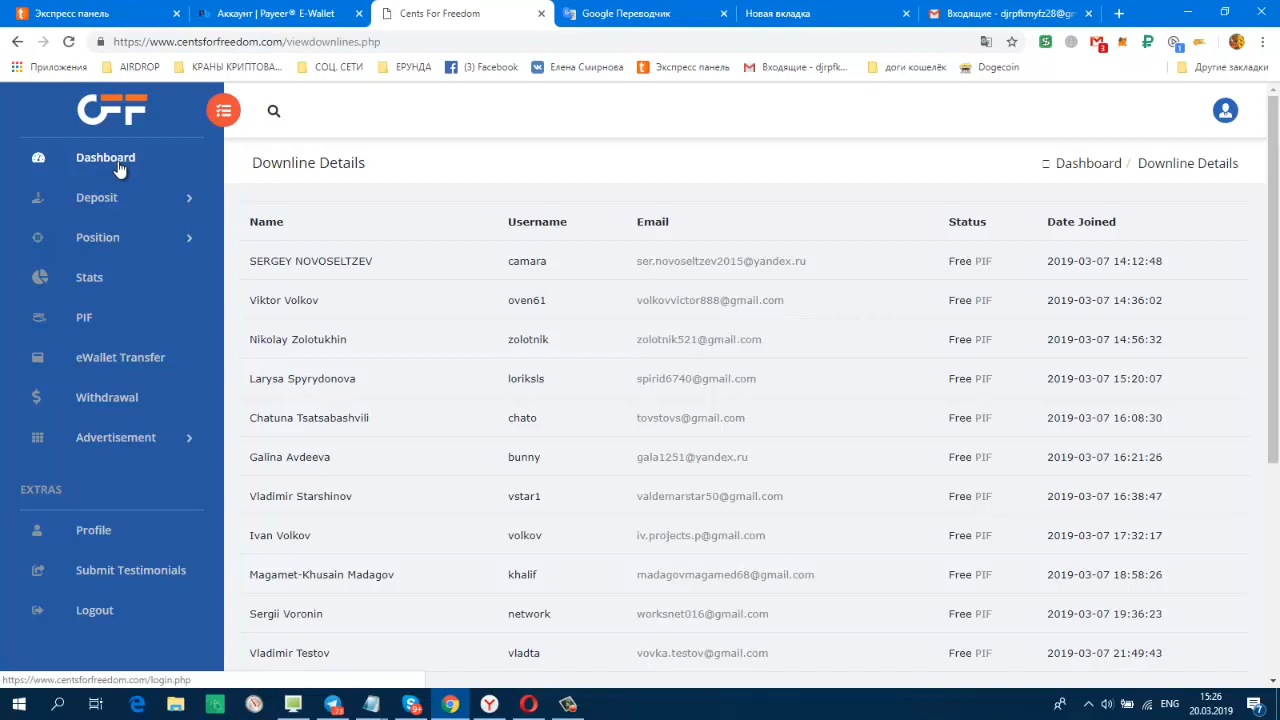 Экспресс панель
Аккаунт | Payeer® E-Wallet
Cents For Freedom
Google Переводчик
Новая вкладка
Входящие - djrpfkmyfz28@gm
https://www.centsforfreedom.com/viewdownlines.php
3
1
Приложения
AIRDROP
КРАНЫ КРИПТОВА...
СОЦ. СЕТИ
ЕРУНДА
(3) Facebook
Елена Смирнова
Экспресс панель
Входящие - djrpfk...
доги кошелёк
Dogecoin
Другие закладки
CFF
Dashboard
Deposit
Position
Stats
PIF
eWallet Transfer
Withdrawal
Advertisement
EXTRAS
Profile
Submit Testimonials
Logout
Downline Details
Dashboard / Downline Details
Name Username Email Status Date Joined
SERGEY NOVOSELTZEV camara ser.novoseltzev2015@yandex.ru Free PIF 2019-03-07 14:12:48
Viktor Volkov oven61 volkovvictor888@gmail.com Free PIF 2019-03-07 14:36:02
Nikolay Zolotukhin zolotnik zolotnik521@gmail.com Free PIF 2019-03-07 14:56:32
Larysa Spyrydonova loriksls spirid6740@gmail.com Free PIF 2019-03-07 15:20:07
Chatuna Tsatsabashvili chato tovstovs@gmail.com Free PIF 2019-03-07 16:08:30
Galina Avdeeva bunny gala1251@yandex.ru Free PIF 2019-03-07 16:21:26
Vladimir Starshinov vstar1 valdemarstar50@gmail.com Free PIF 2019-03-07 16:38:47
Ivan Volkov volkov iv.projects.p@gmail.com Free PIF 2019-03-07 17:32:17
Magamet-Khusain Madagov khalif madagovmagamed68@gmail.com Free PIF 2019-03-07 18:58:26
Sergii Voronin network worksnet016@gmail.com Free PIF 2019-03-07 19:36:23
Vladimir Testov vladta vovka.testov@gmail.com Free PIF 2019-03-07 21:49:43
https://www.centsforfreedom.com/login.php
ENG
15:26
20.03.2019